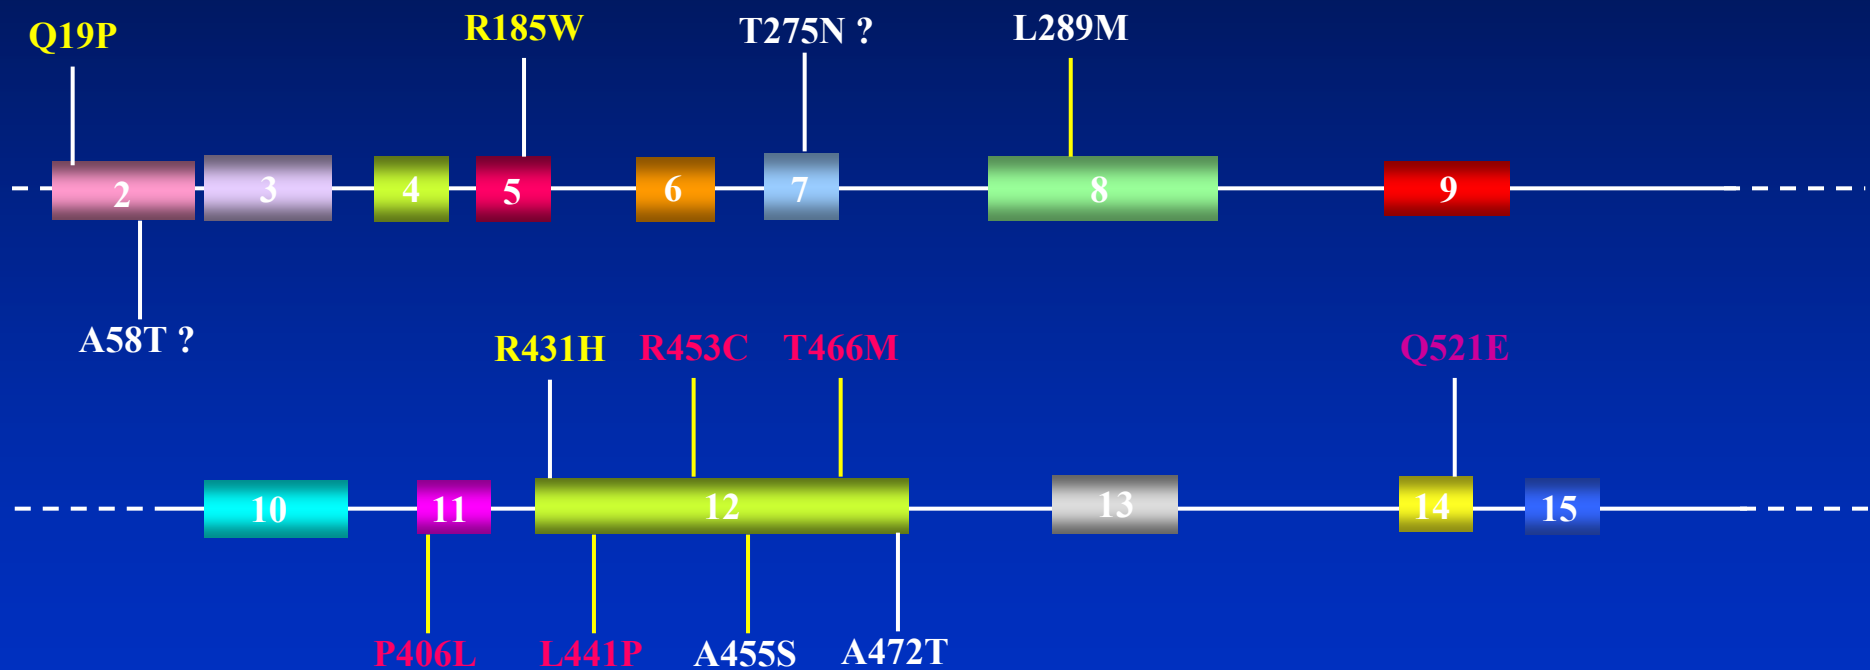 Q19P R185W T275N ? L289M
2 3 4 5 6 7 8 9
A58T ?
R431H R453C T466M Q521E
10 11 12 13 14 15
P406L L441P A455S A472T